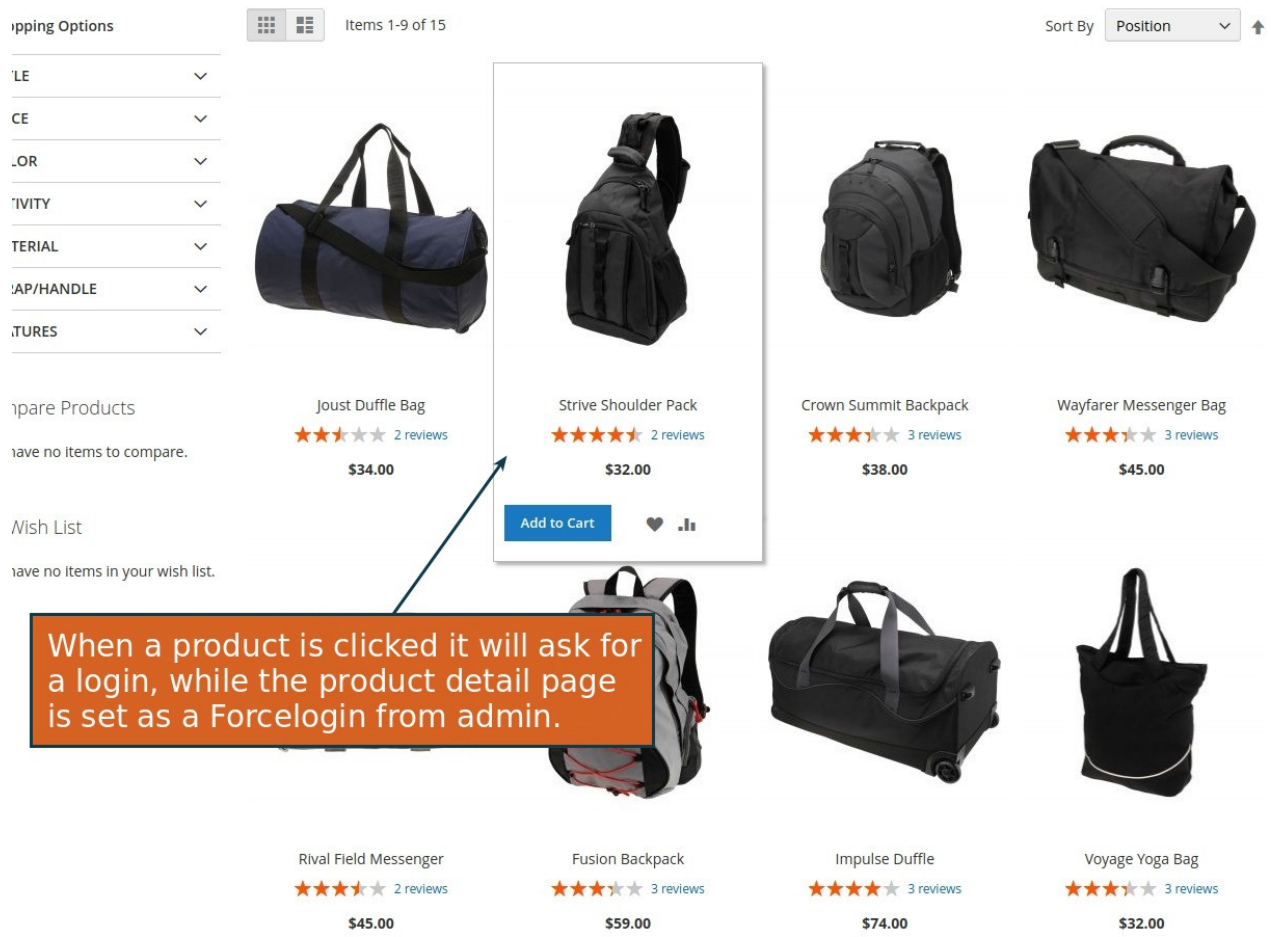 pping Options
Items 1-9 of 15
Sort By Position
LE
CE
LOR
TIVITY
TERIAL
AP/HANDLE
TURES
Joust Duffle Bag
2 reviews
$34.00
Strive Shoulder Pack
2 reviews
$32.00
Add to Cart
Crown Summit Backpack
3 reviews
$38.00
Wayfarer Messenger Bag
3 reviews
$45.00
pare Products
have no items to compare.
Wish List
have no items in your wish list.
When a product is clicked it will ask for
a login, while the product detail page
is set as a Forcelogin from admin.
Rival Field Messenger
2 reviews
$45.00
Fusion Backpack
3 reviews
$59.00
Impulse Duffle
3 reviews
$74.00
Voyage Yoga Bag
3 reviews
$32.00